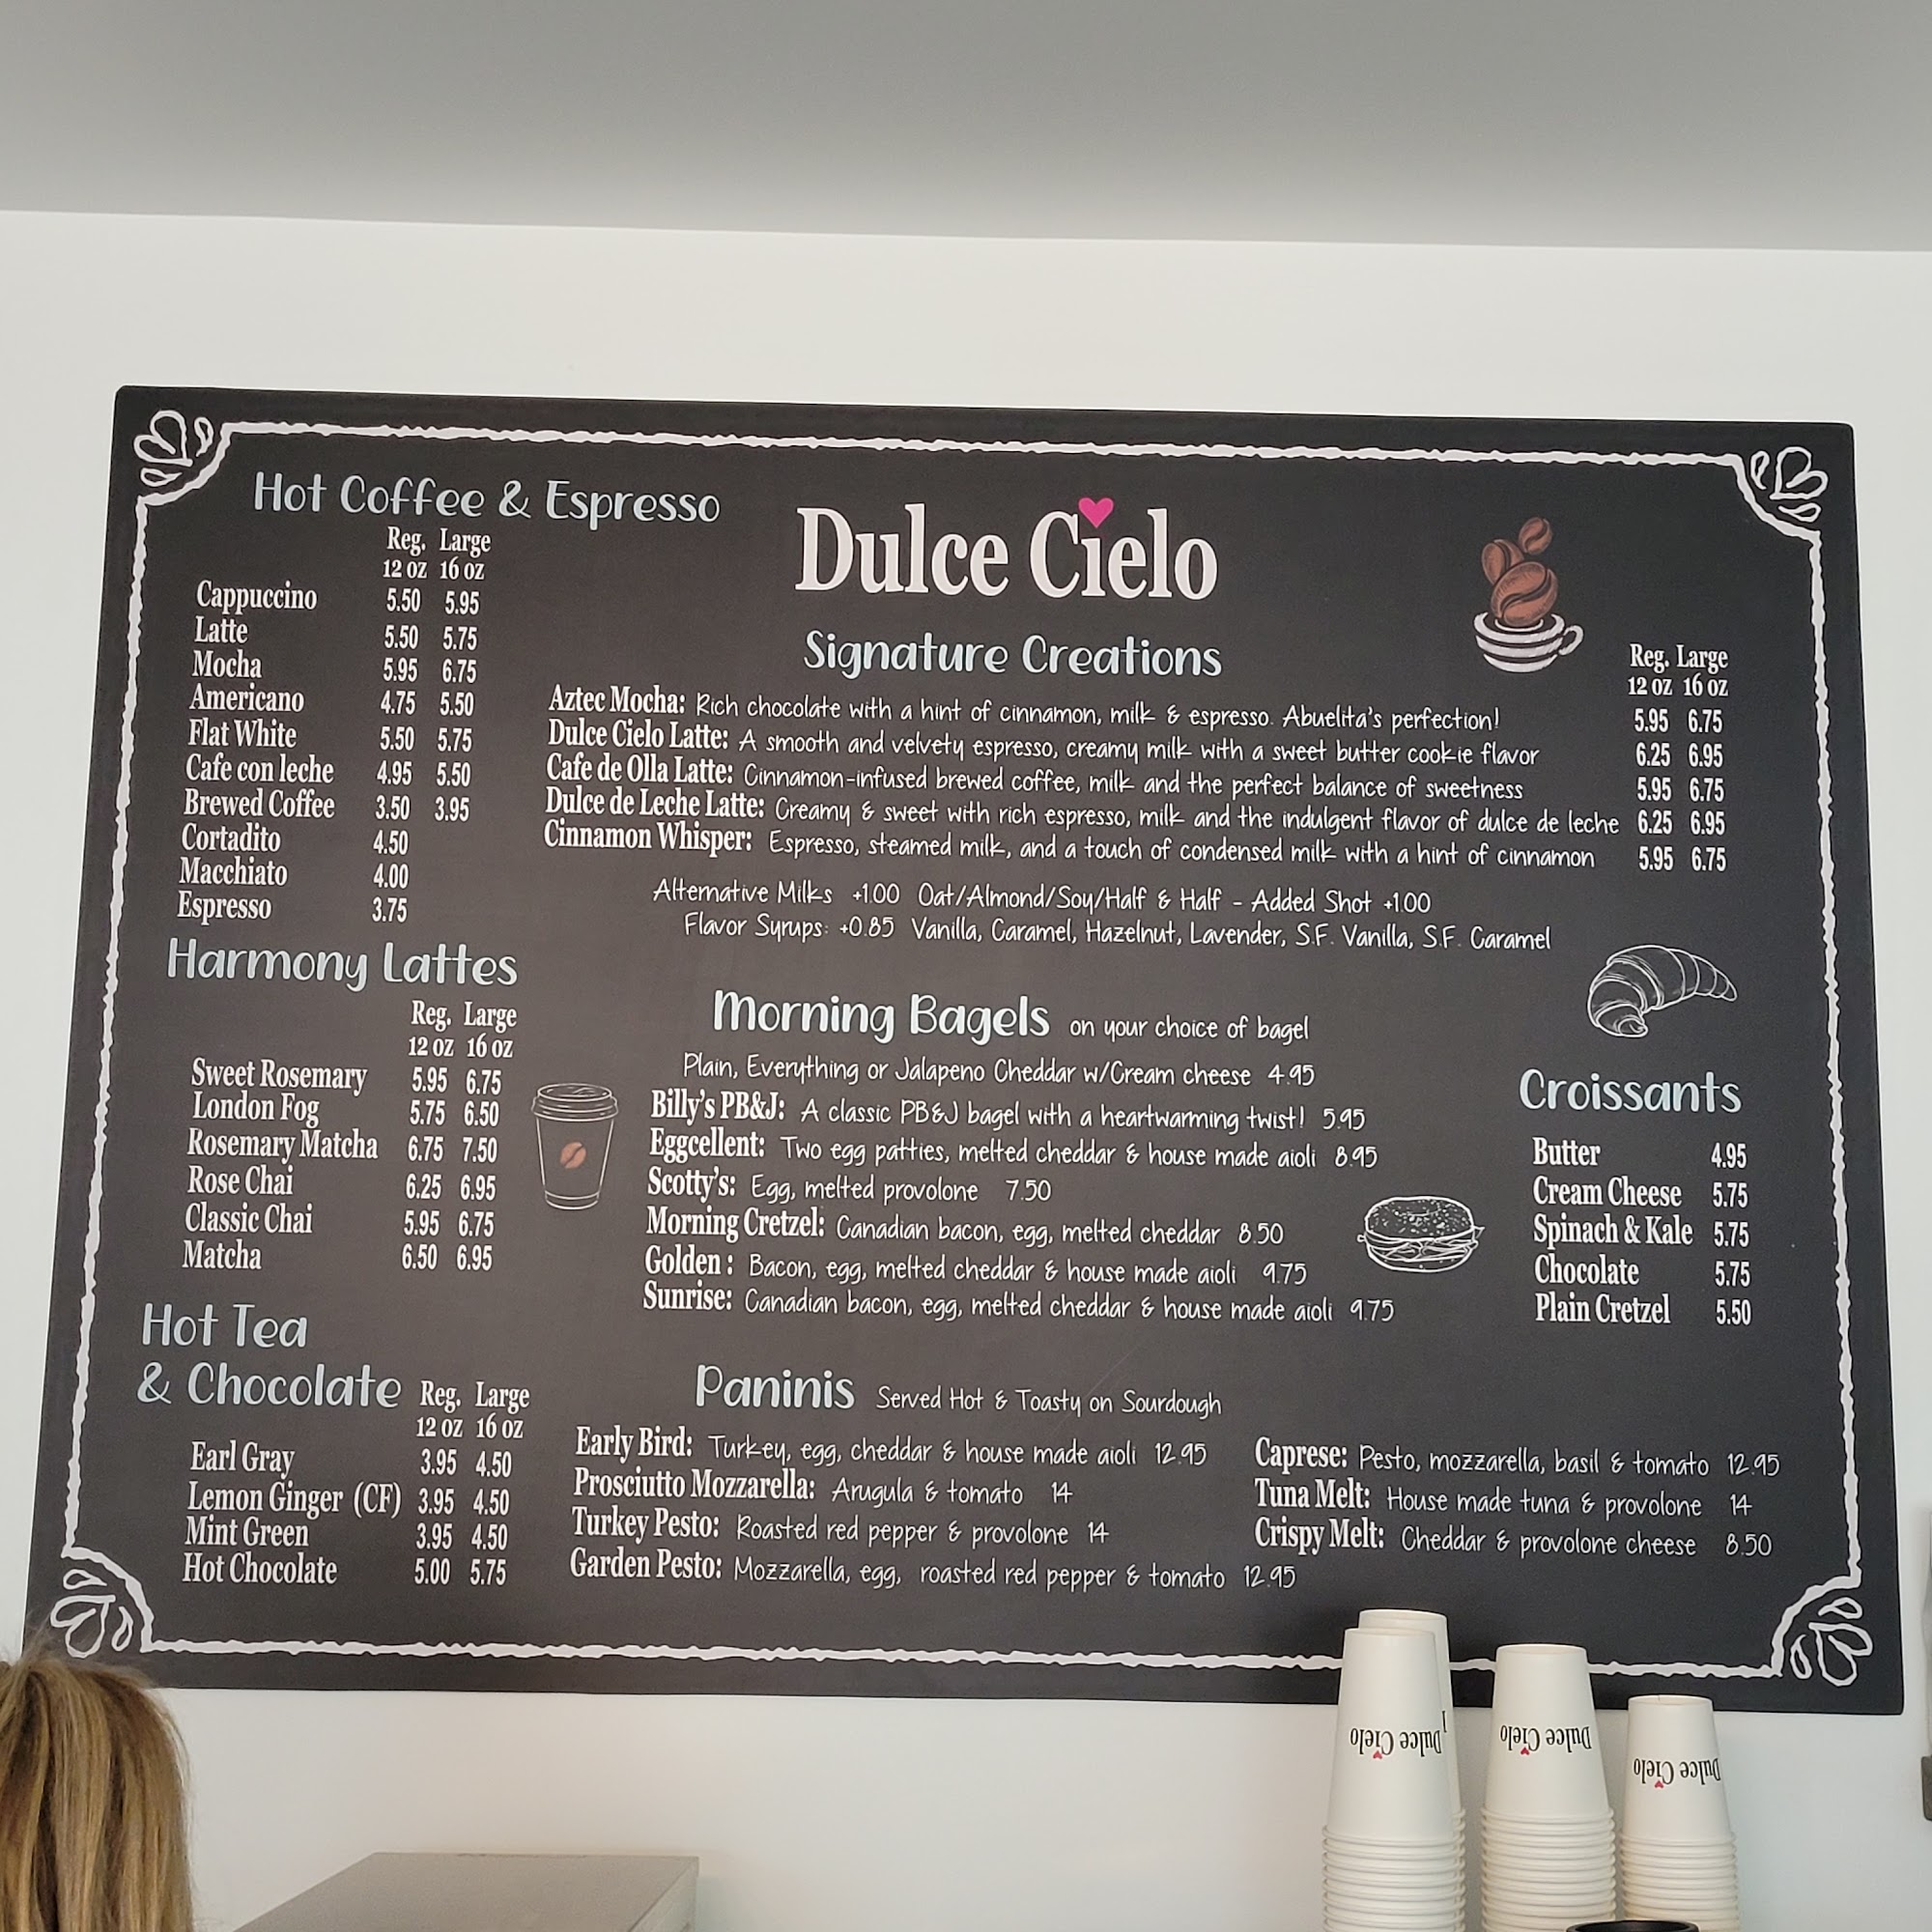 Hot Coffee & Espresso
Reg. Large
12 oz 16 oz
Cappuccino 5.50 5.95
Latte 5.50 5.75
Mocha 5.95 6.75
Americano 4.75 5.50
Flat White 5.50 5.75
Cafe con leche 4.95 5.50
Brewed Coffee 3.50 3.95
Cortadito 4.50
Macchiato 4.00
Espresso 3.75
Harmony Lattes
Reg. Large
12 oz 16 oz
Sweet Rosemary 5.95 6.75
London Fog 5.75 6.50
Rosemary Matcha 6.75 7.50
Rose Chai 6.25 6.95
Classic Chai 5.95 6.75
Matcha 6.50 6.95
Hot Tea
& Chocolate Reg. Large
12 oz 16 oz
Earl Gray 3.95 4.50
Lemon Ginger (CF) 3.95 4.50
Mint Green 3.95 4.50
Hot Chocolate 5.00 5.75
Dulce Cielo
Signature Creations
Reg. Large
12 oz 16 oz
Aztec Mocha: Rich chocolate with a hint of cinnamon, milk & espresso. Abuelita's perfection! 5.95 6.75
Dulce Cielo Latte: A smooth and velvety espresso, creamy milk with a sweet butter cookie flavor 6.25 6.95
Cafe de Olla Latte: Cinnamon-infused brewed coffee, milk and the perfect balance of sweetness 5.95 6.75
Dulce de Leche Latte: Creamy & sweet with rich espresso, milk and the indulgent flavor of dulce de leche 6.25 6.95
Cinnamon Whisper: Espresso, steamed milk, and a touch of condensed milk with a hint of cinnamon 5.95 6.75
Alternative Milks +1.00 Oat/Almond/Soy/Half & Half - Added Shot +1.00
Flavor Syrups: +0.85 Vanilla, Caramel, Hazelnut, Lavender, S.F. Vanilla, S.F. Caramel
Morning Bagels on your choice of bagel
Plain, Everything or Jalapeno Cheddar w/Cream cheese 4.95
Billy's PB&J: A classic PB&J bagel with a heartwarming twist! 5.95
Eggcellent: Two egg patties, melted cheddar & house made aioli 8.95
Scotty's: Egg, melted provolone 7.50
Morning Cretzel: Canadian bacon, egg, melted cheddar 8.50
Golden : Bacon, egg, melted cheddar & house made aioli 9.75
Sunrise: Canadian bacon, egg, melted cheddar & house made aioli 9.75
Croissants
Butter 4.95
Cream Cheese 5.75
Spinach & Kale 5.75
Chocolate 5.75
Plain Cretzel 5.50
Paninis Served Hot & Toasty on Sourdough
Early Bird: Turkey, egg, cheddar & house made aioli 12.95
Prosciutto Mozzarella: Arugula & tomato 14
Turkey Pesto: Roasted red pepper & provolone 14
Garden Pesto: Mozzarella, egg, roasted red pepper & tomato 12.95
Caprese: Pesto, mozzarella, basil & tomato 12.95
Tuna Melt: House made tuna & provolone 14
Crispy Melt: Cheddar & provolone cheese 8.50
Dulce Cielo
Dulce Cielo
Dulce Cielo